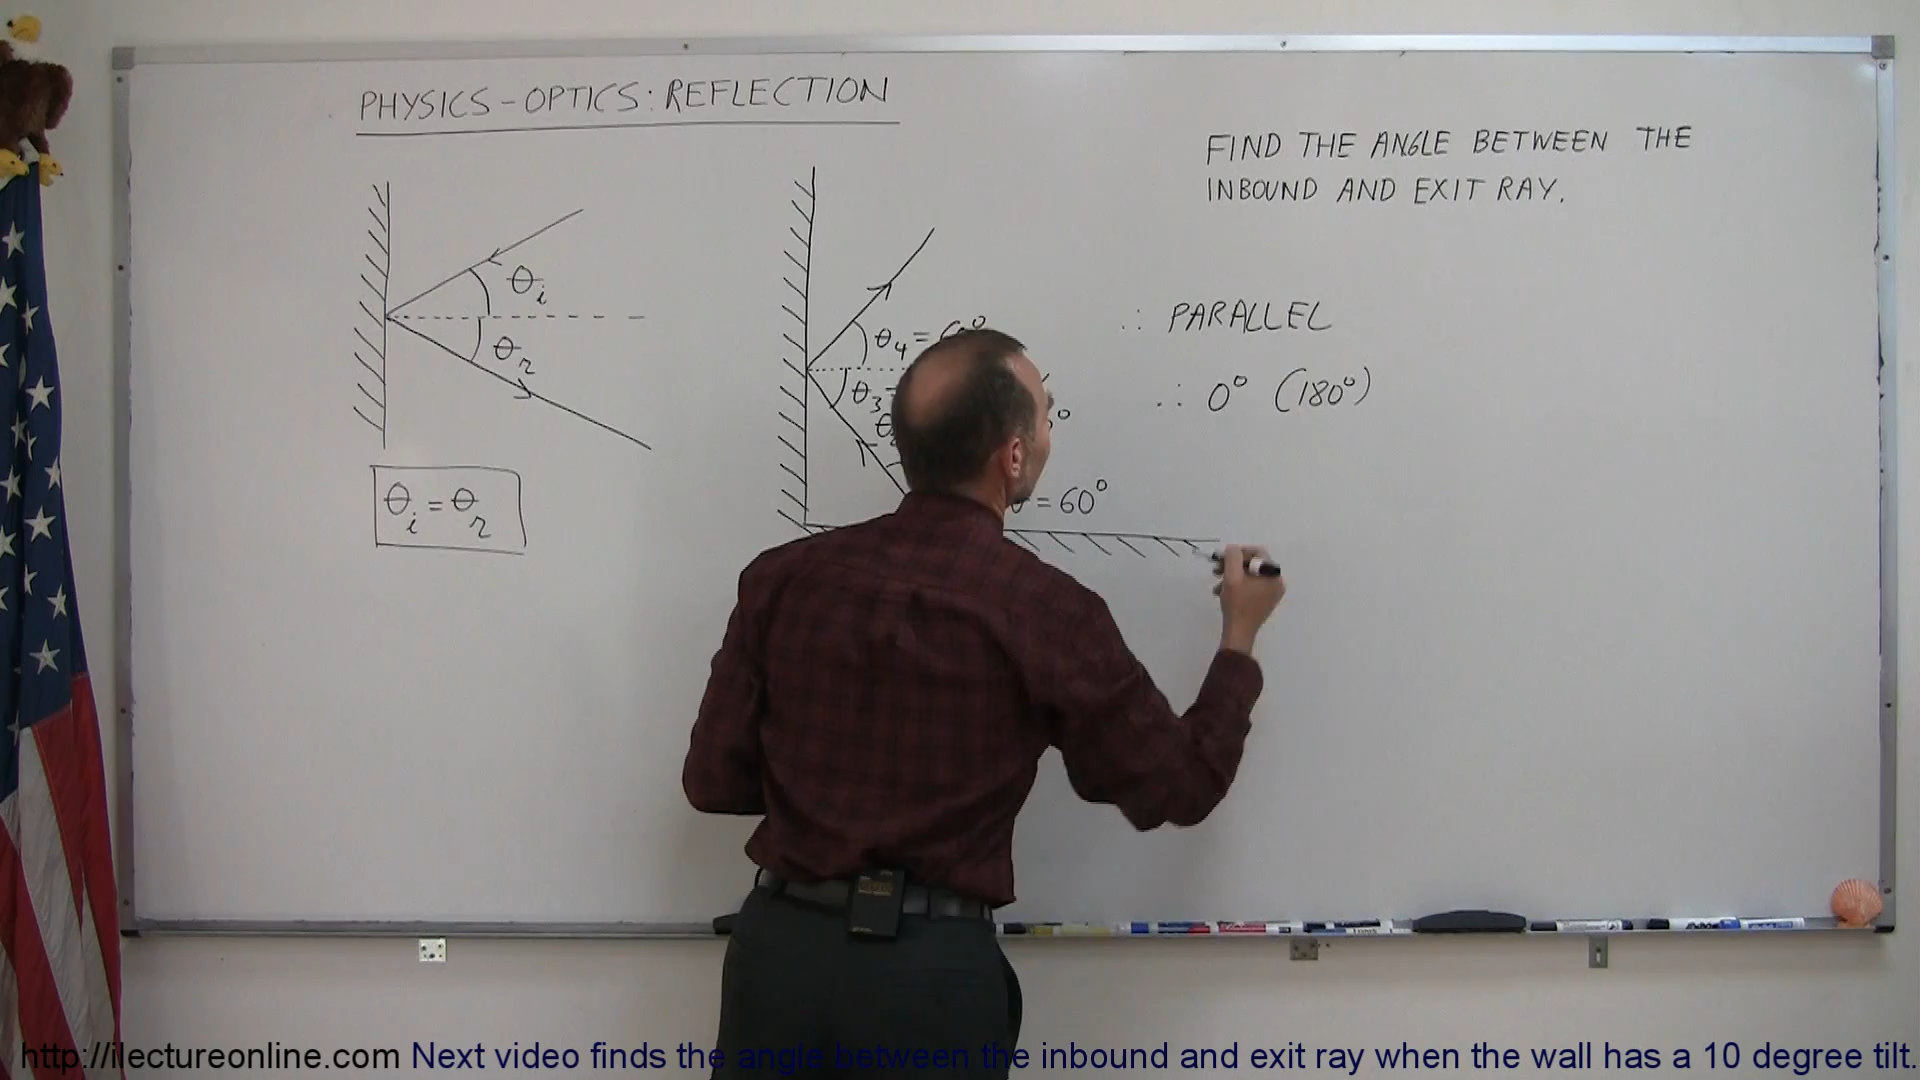 PHYSICS-OPTICS: REFLECTION
FIND THE ANGLE BETWEEN THE
INBOUND AND EXIT RAY.
θi
θr
θi = θr
θ4 =
θ3
= 60°
∴ PARALLEL
∴ 0° (180°)
http://ilectureonline.com Next video finds the angle between the inbound and exit ray when the wall has a 10 degree tilt.